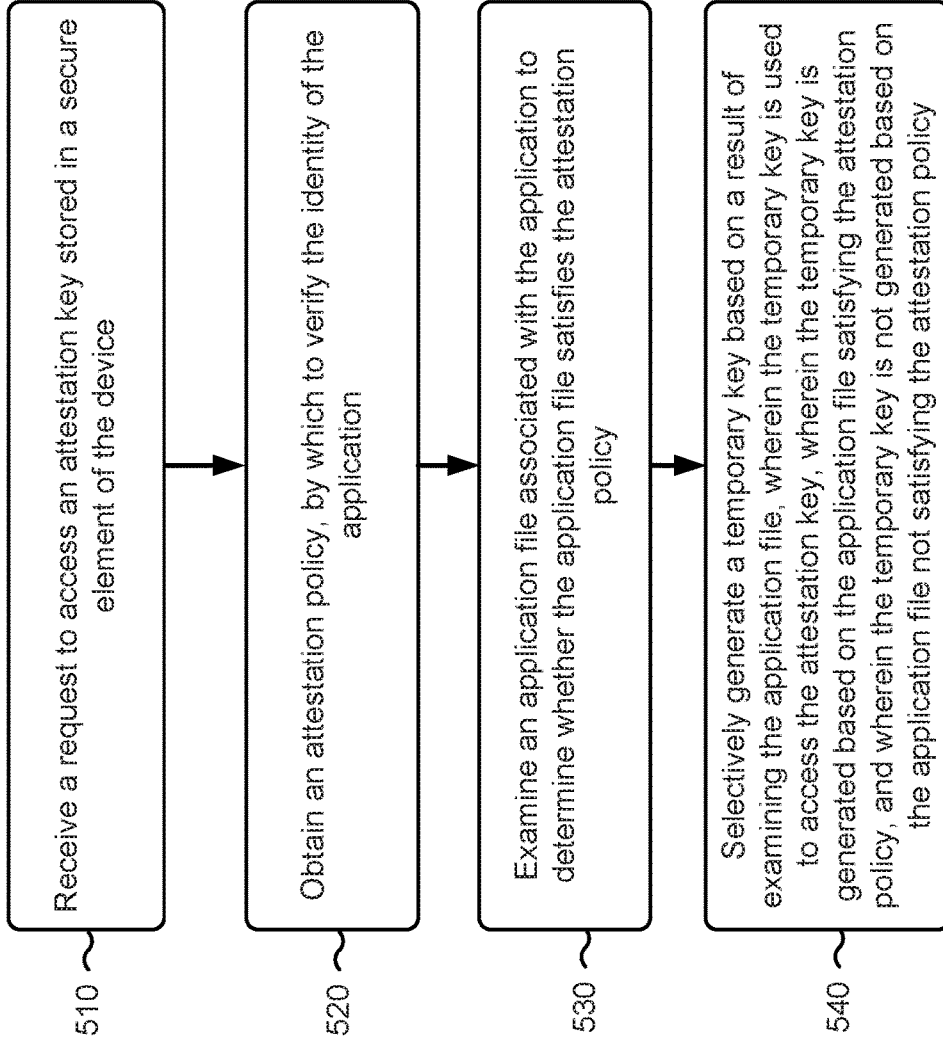 510
Receive a request to access an attestation key stored in a secure
element of the device
520
Obtain an attestation policy, by which to verify the identity of the
application
530
Examine an application file associated with the application to
determine whether the application file satisfies the attestation
policy
540
Selectively generate a temporary key based on a result of
examining the application file, wherein the temporary key is used
to access the attestation key, wherein the temporary key is
generated based on the application file satisfying the attestation
policy, and wherein the temporary key is not generated based on
the application file not satisfying the attestation policy